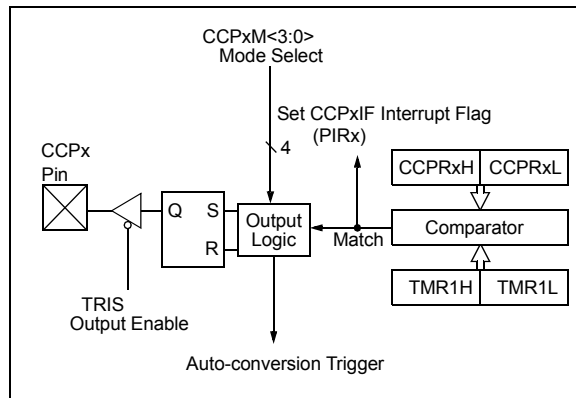 CCPxM<3:0>
Mode Select
Set CCPxIF Interrupt Flag
(PIRx)
4
CCPx
Pin
CCPRxH CCPRxL
Q S
R
Output
Logic
Match
Comparator
TMR1H TMR1L
TRIS
Output Enable
Auto-conversion Trigger